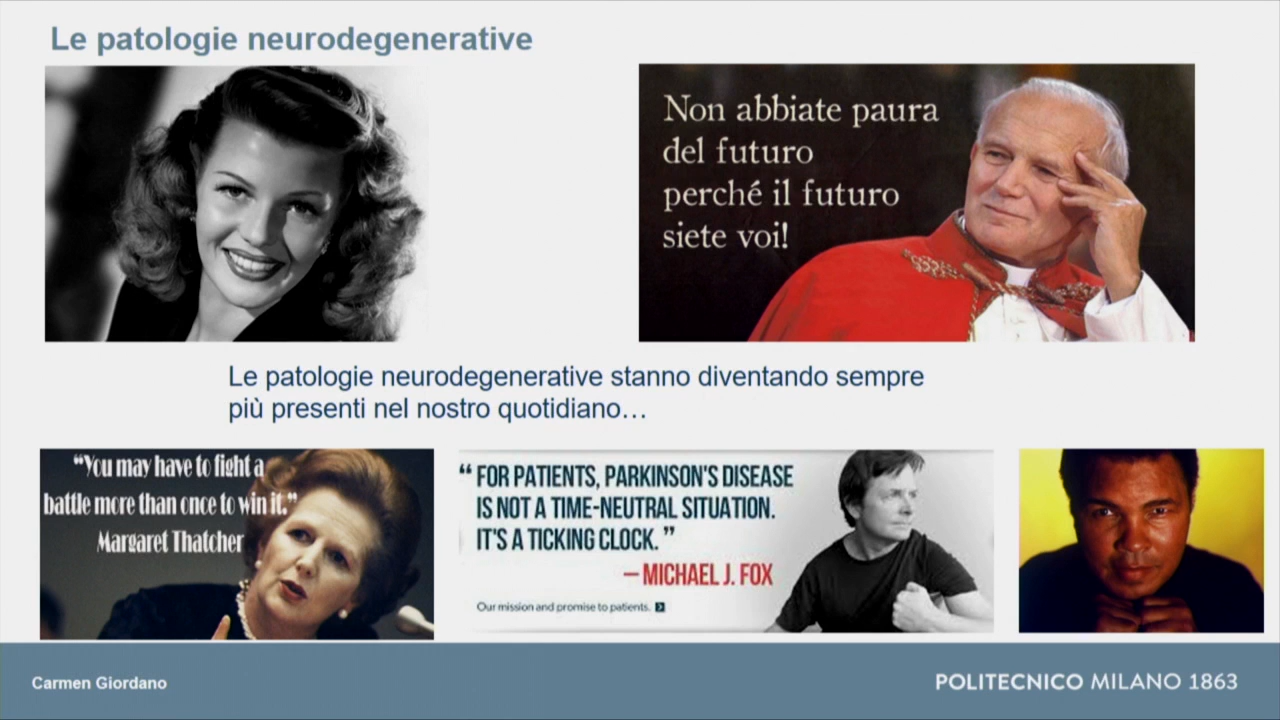 Le patologie neurodegenerative
Non abbiate paura
del futuro
perché il futuro
siete voi!
Le patologie neurodegenerative stanno diventando sempre
più presenti nel nostro quotidiano…
“You may have to fight a
battle more than once to win it.”
Margaret Thatcher
“ FOR PATIENTS, PARKINSON'S DISEASE
IS NOT A TIME-NEUTRAL SITUATION.
IT'S A TICKING CLOCK. ”
— MICHAEL J. FOX
Our mission and promise to patients.
Carmen Giordano
POLITECNICO MILANO 1863